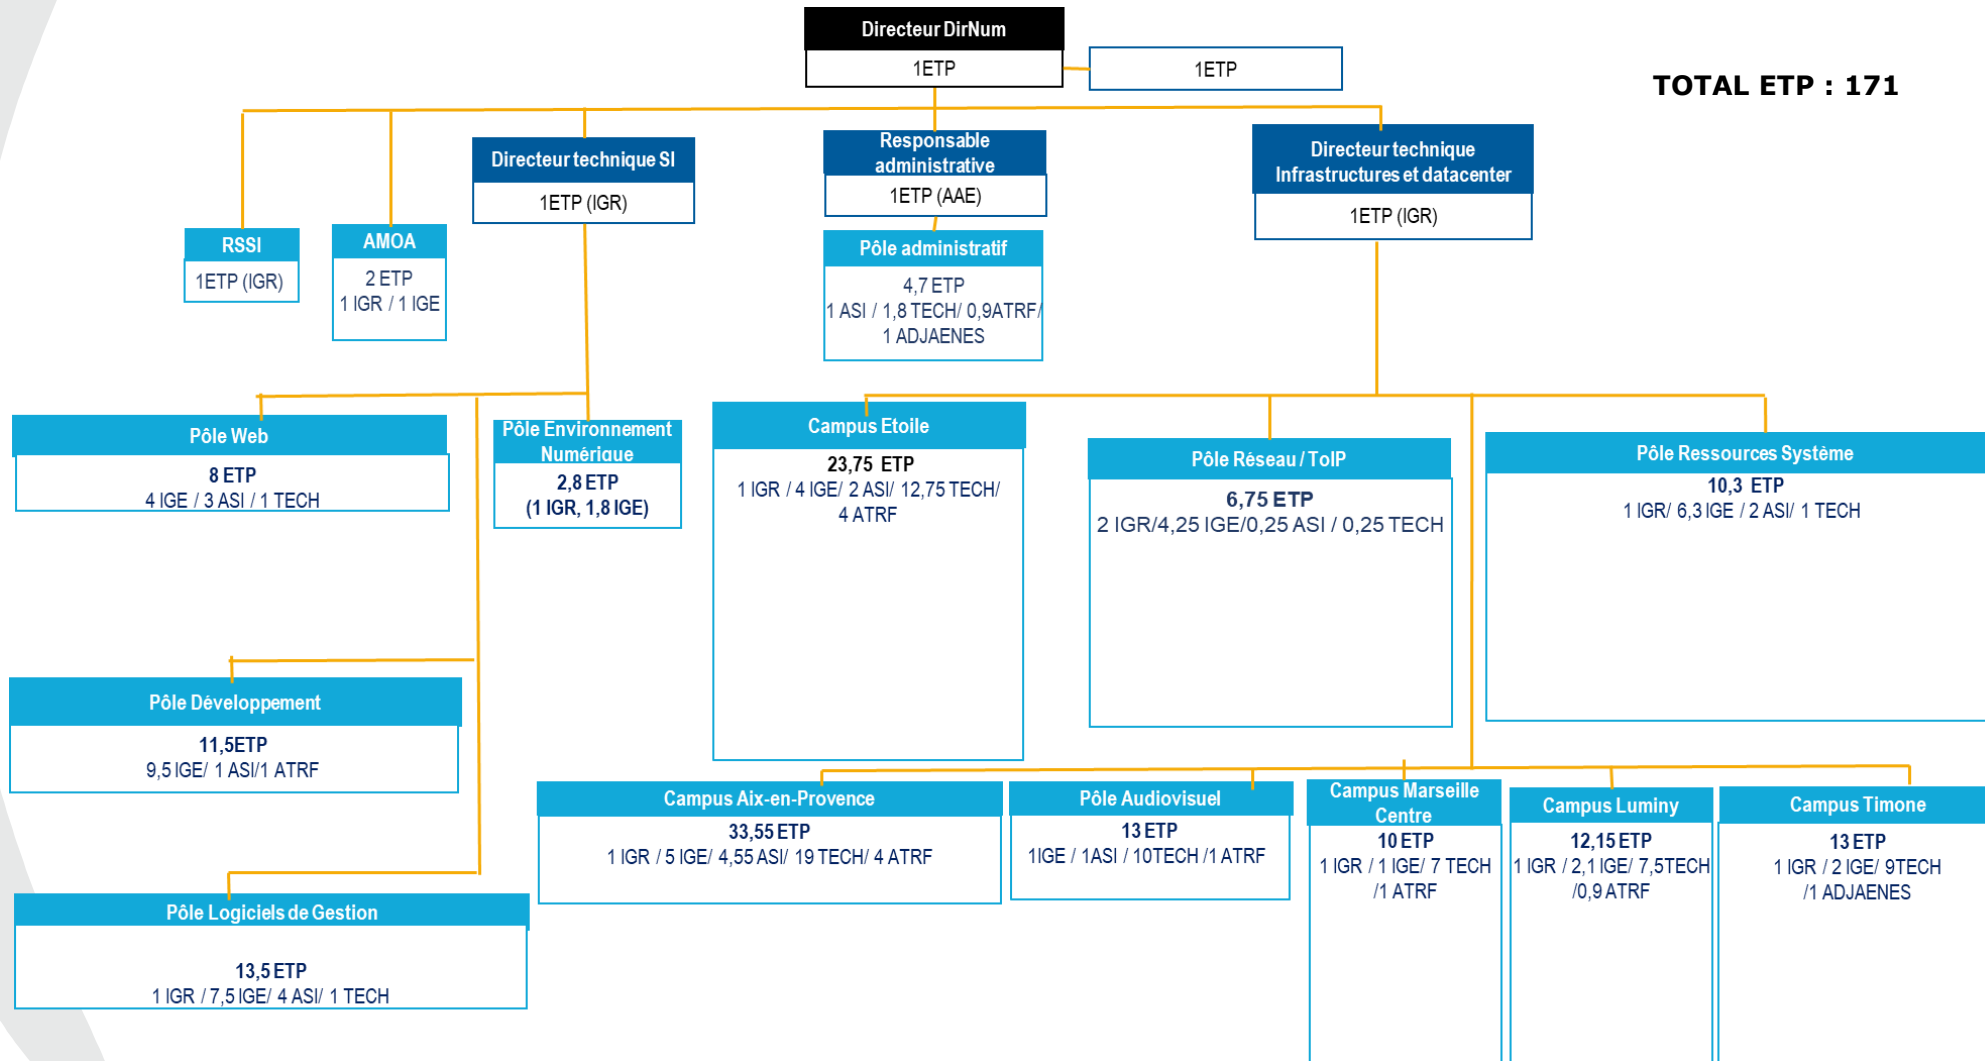 Directeur DirNum
1ETP
1ETP
TOTAL ETP : 171
Directeur technique SI
1ETP (IGR)
Responsable
administrative
1ETP (AAE)
Directeur technique
Infrastructures et datacenter
1ETP (IGR)
RSSI
1ETP (IGR)
AMOA
2 ETP
1 IGR / 1 IGE
Pôle administratif
4,7 ETP
1 ASI / 1,8 TECH/ 0,9ATRF/
1 ADJAENES
Pôle Web
8 ETP
4 IGE / 3 ASI / 1 TECH
Pôle Environnement
Numérique
2,8 ETP
(1 IGR, 1,8 IGE)
Campus Etoile
23,75 ETP
1 IGR / 4 IGE/ 2 ASI/ 12,75 TECH/
4 ATRF
Pôle Réseau / ToIP
6,75 ETP
2 IGR/4,25 IGE/0,25 ASI / 0,25 TECH
Pôle Ressources Système
10,3 ETP
1 IGR/ 6,3 IGE / 2 ASI/ 1 TECH
Pôle Développement
11,5ETP
9,5 IGE/ 1 ASI/1 ATRF
Campus Aix-en-Provence
33,55 ETP
1 IGR / 5 IGE/ 4,55 ASI/ 19 TECH/ 4 ATRF
Pôle Audiovisuel
13 ETP
1IGE / 1ASI / 10TECH /1 ATRF
Campus Marseille
Centre
10 ETP
1 IGR / 1 IGE/ 7 TECH
/1 ATRF
Campus Luminy
12,15 ETP
1 IGR / 2,1 IGE/ 7,5TECH
/0,9 ATRF
Campus Timone
13 ETP
1 IGR / 2 IGE/ 9TECH
/1 ADJAENES
Pôle Logiciels de Gestion
13,5 ETP
1 IGR / 7,5 IGE/ 4 ASI/ 1 TECH